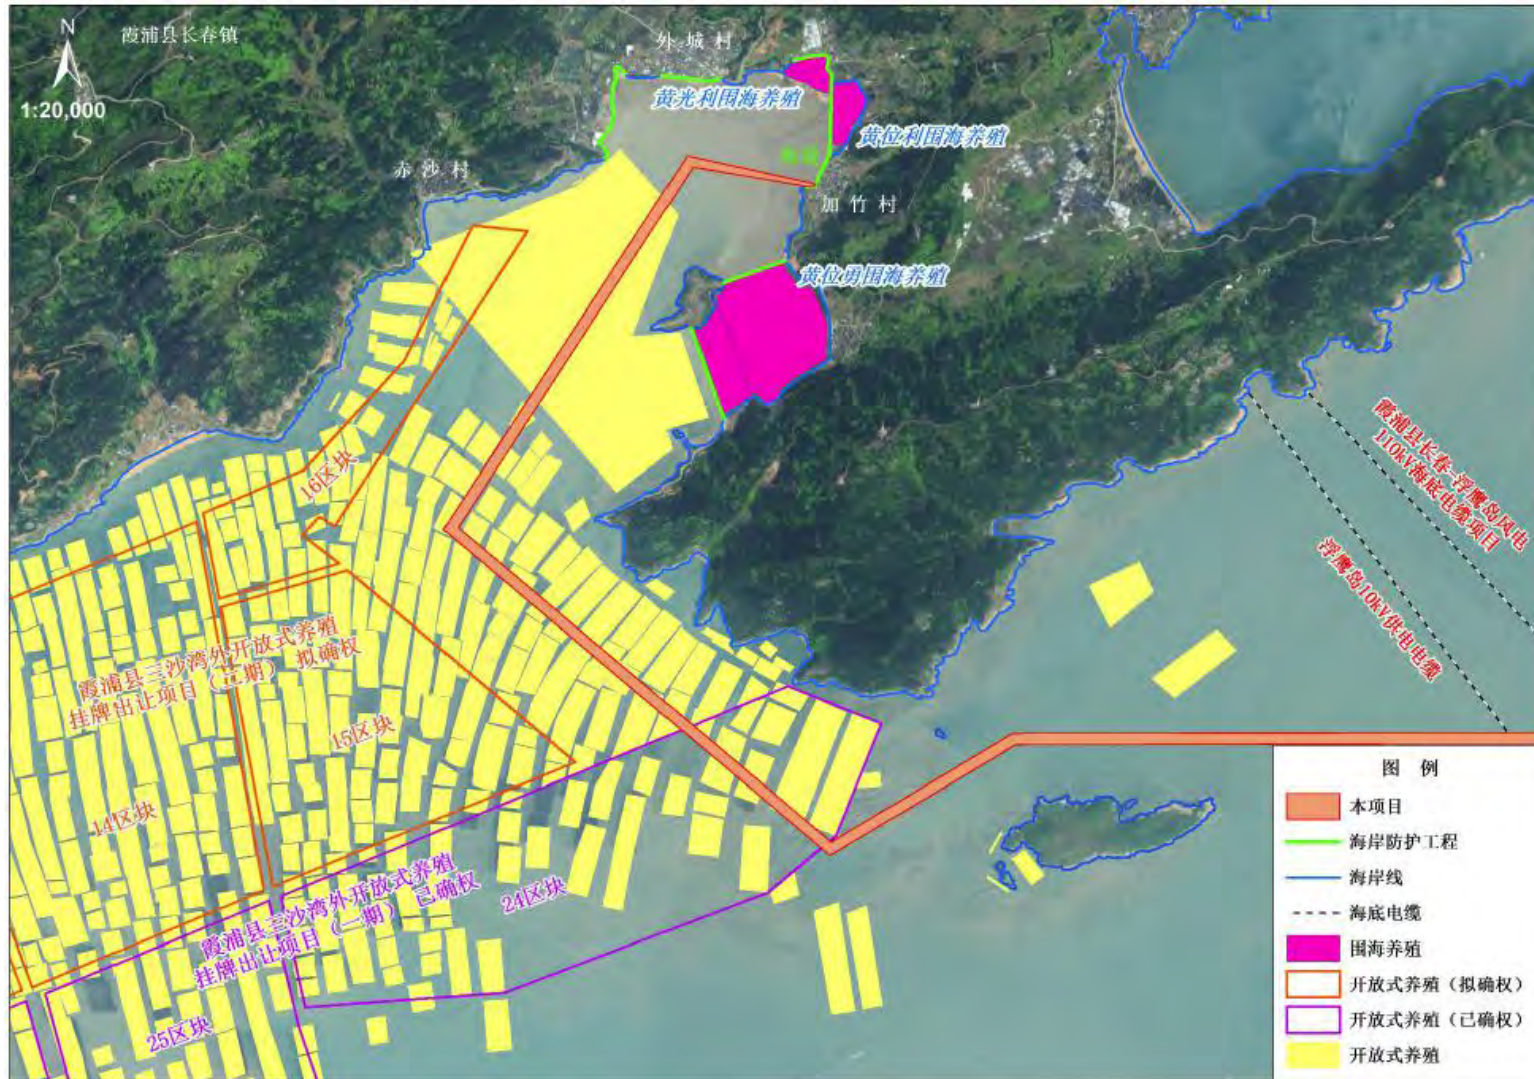 N
霞浦县长春镇
1:20,000
外城村
黄光利围海养殖
黄位利围海养殖
赤沙村
加竹村
黄位勇围海养殖
霞浦县长春-浮鹰岛风电
110kV海底电缆项目
浮鹰岛10kV供电电缆
16区块
霞浦县三沙湾外开放式养殖
挂牌出让项目（二期） 拟确权
15区块
14区块
霞浦县三沙湾外开放式养殖
挂牌出让项目（一期） 已确权
24区块
25区块
图 例
本项目
海岸防护工程
海岸线
海底电缆
围海养殖
开放式养殖（拟确权）
开放式养殖（已确权）
开放式养殖